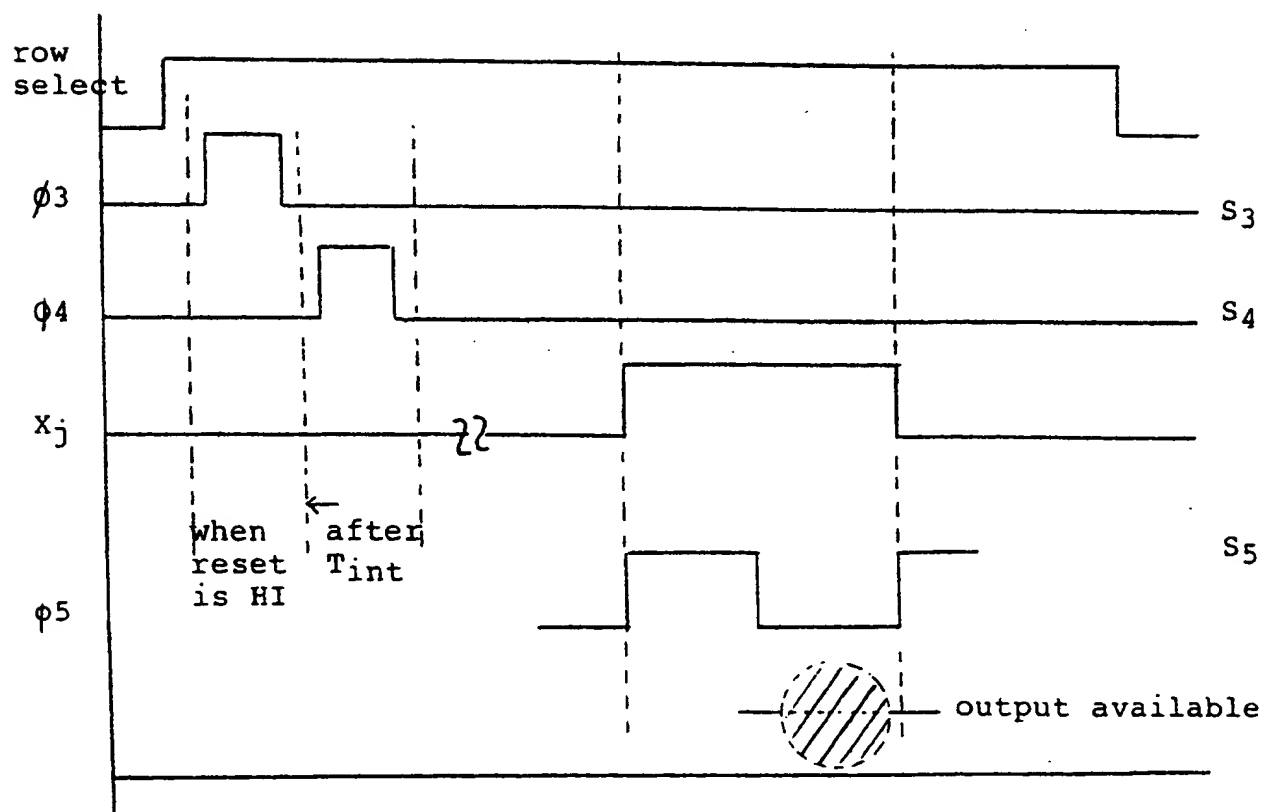 row
select
φ3
S3
φ4
S4
xj
when
reset
is HI
after
Tint
S5
φ5
output available